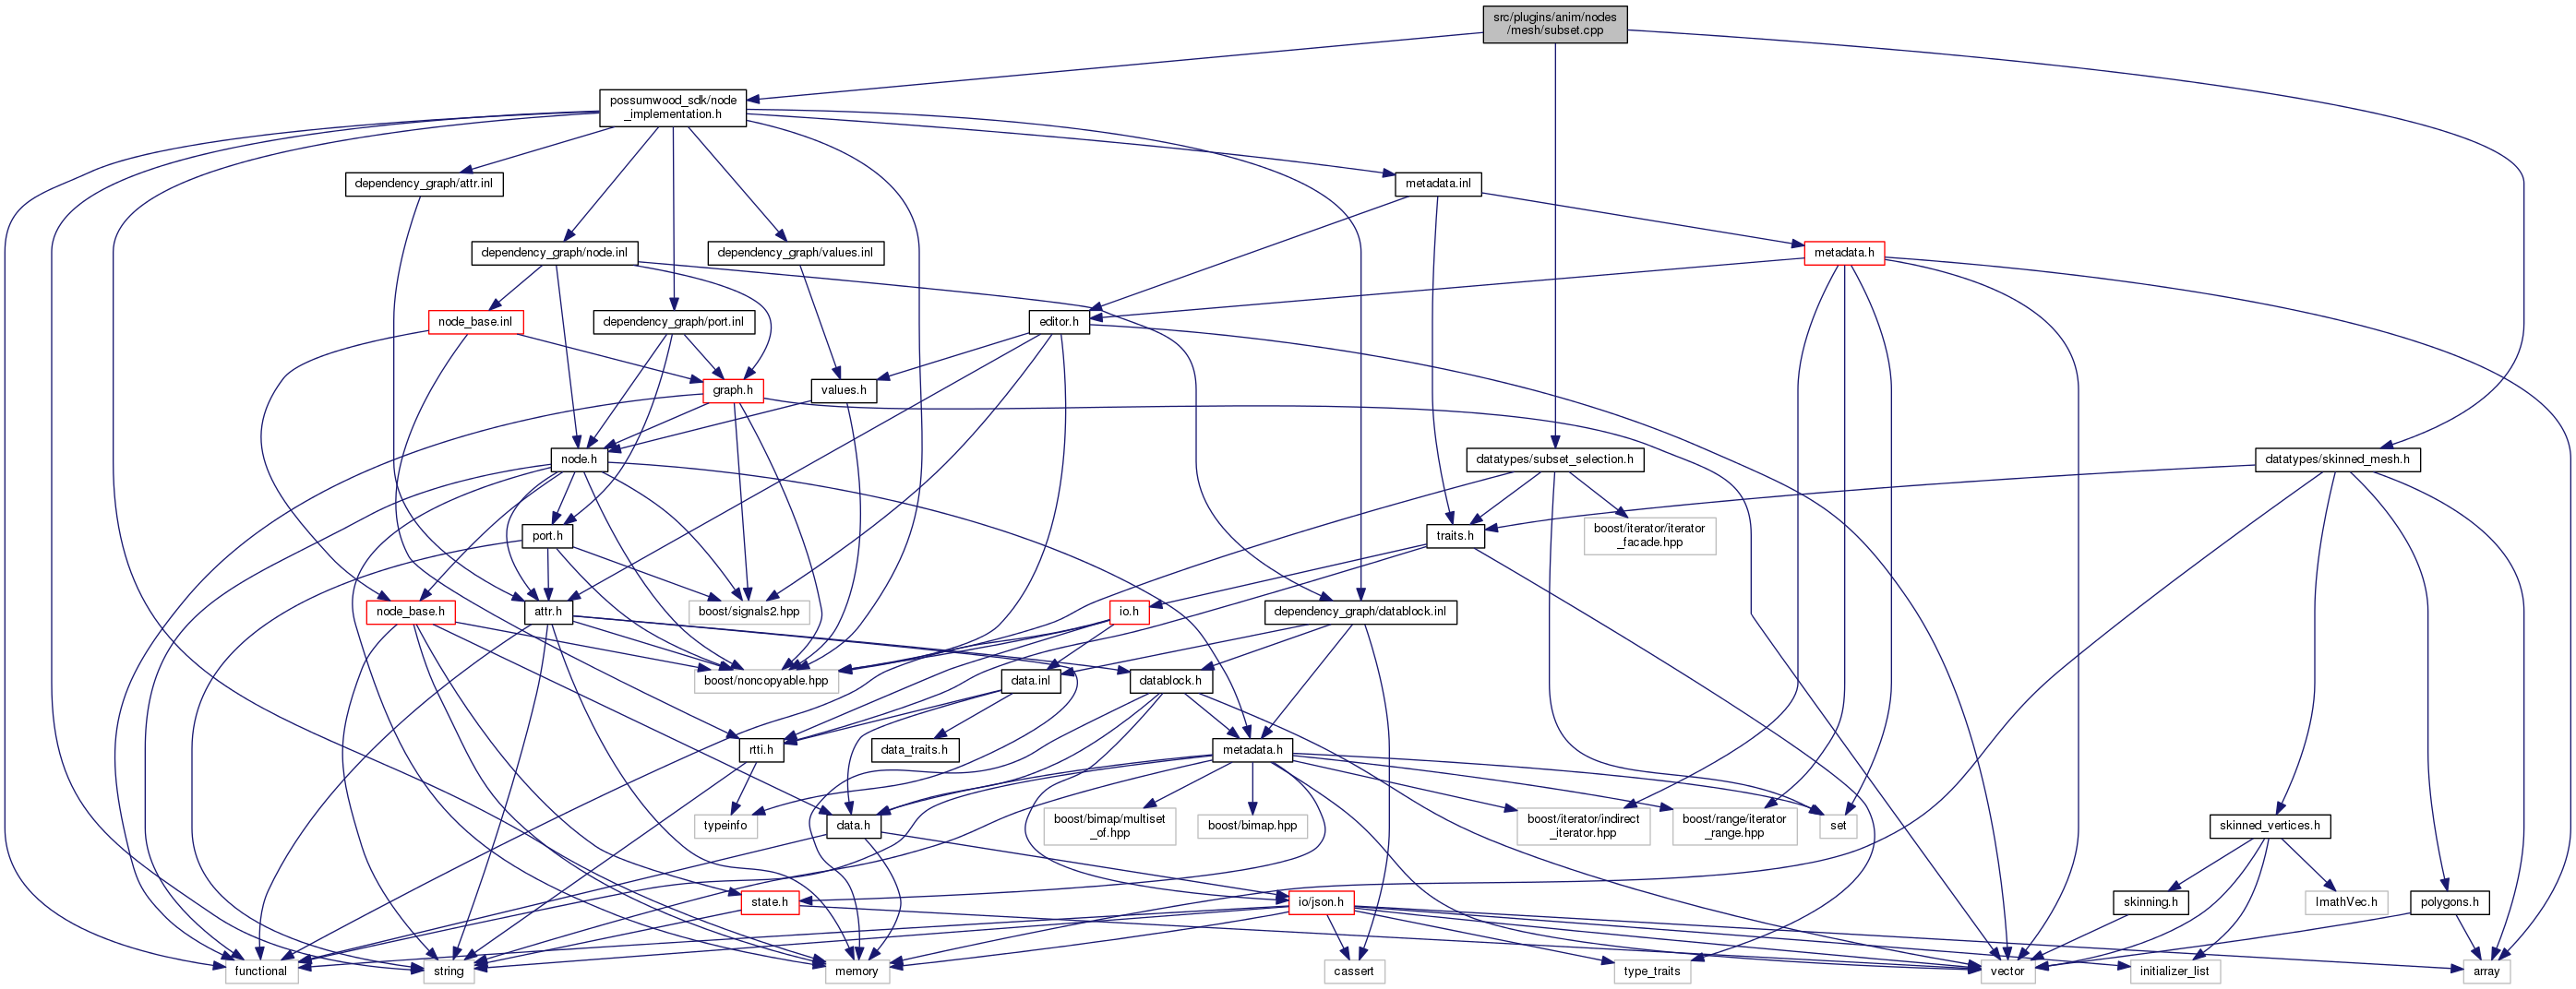 src/plugins/anim/nodes
/mesh/subset.cpp
possumwood_sdk/node
_implementation.h
dependency_graph/attr.inl
metadata.inl
dependency_graph/node.inl
dependency_graph/values.inl
metadata.h
node_base.inl
dependency_graph/port.inl
editor.h
graph.h
values.h
node.h
datatypes/subset_selection.h
datatypes/skinned_mesh.h
port.h
traits.h
boost/iterator/iterator
_facade.hpp
node_base.h
attr.h
boost/signals2.hpp
io.h
dependency_graph/datablock.inl
boost/noncopyable.hpp
data.inl
datablock.h
rtti.h
data_traits.h
metadata.h
typeinfo
data.h
boost/bimap/multiset
_of.hpp
boost/bimap.hpp
boost/iterator/indirect
_iterator.hpp
boost/range/iterator
_range.hpp
set
skinned_vertices.h
state.h
io/json.h
skinning.h
ImathVec.h
polygons.h
functional
string
memory
cassert
type_traits
vector
initializer_list
array